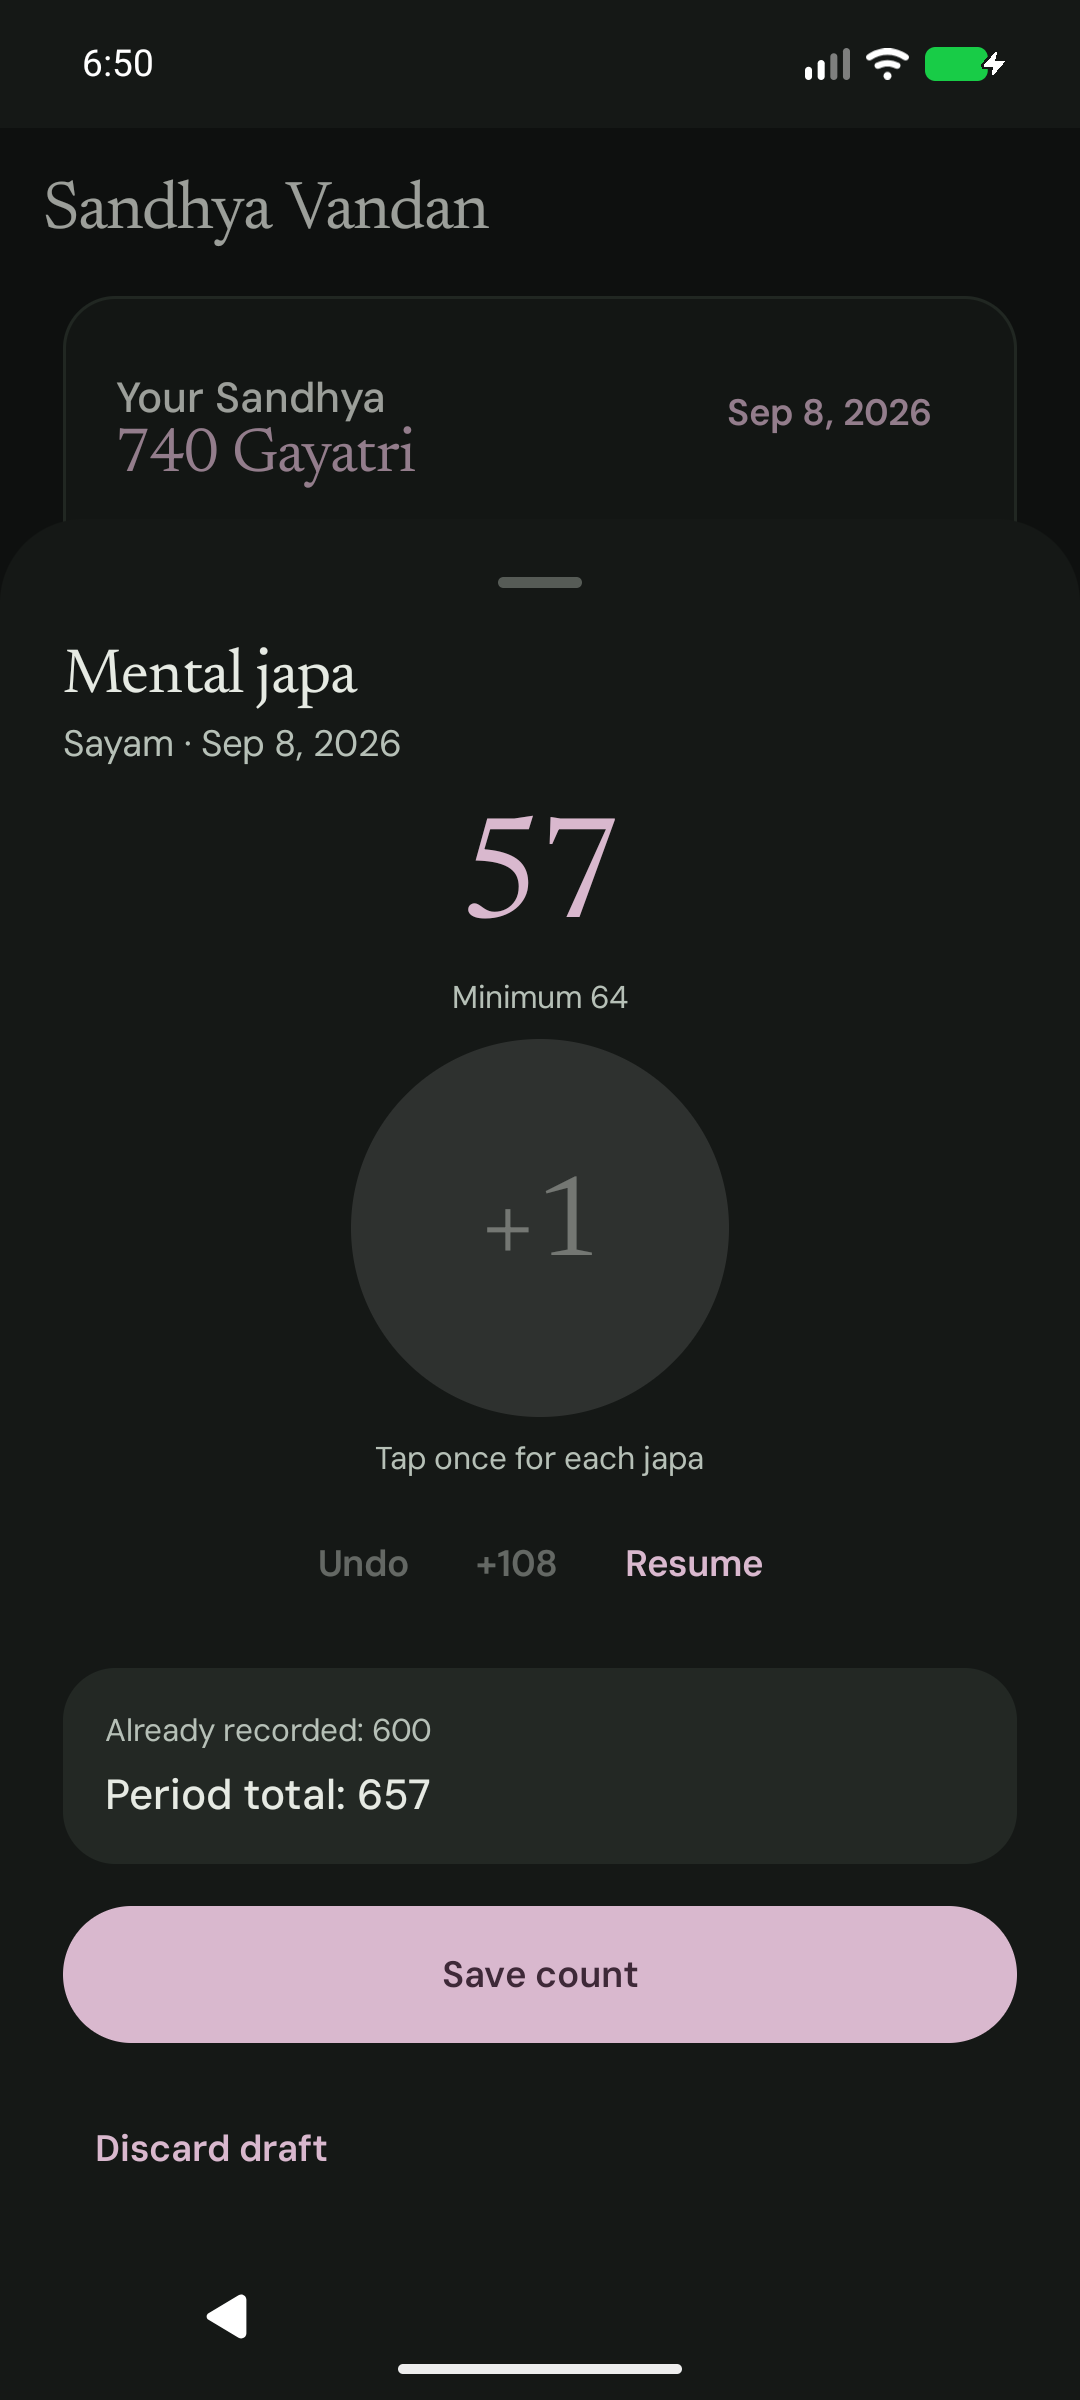 6:50
Sandhya Vandan
Your Sandhya
740 Gayatri
Sep 8, 2026
Mental japa
Sayam · Sep 8, 2026
57
Minimum 64
+1
Tap once for each japa
Undo +108 Resume
Already recorded: 600
Period total: 657
Save count
Discard draft